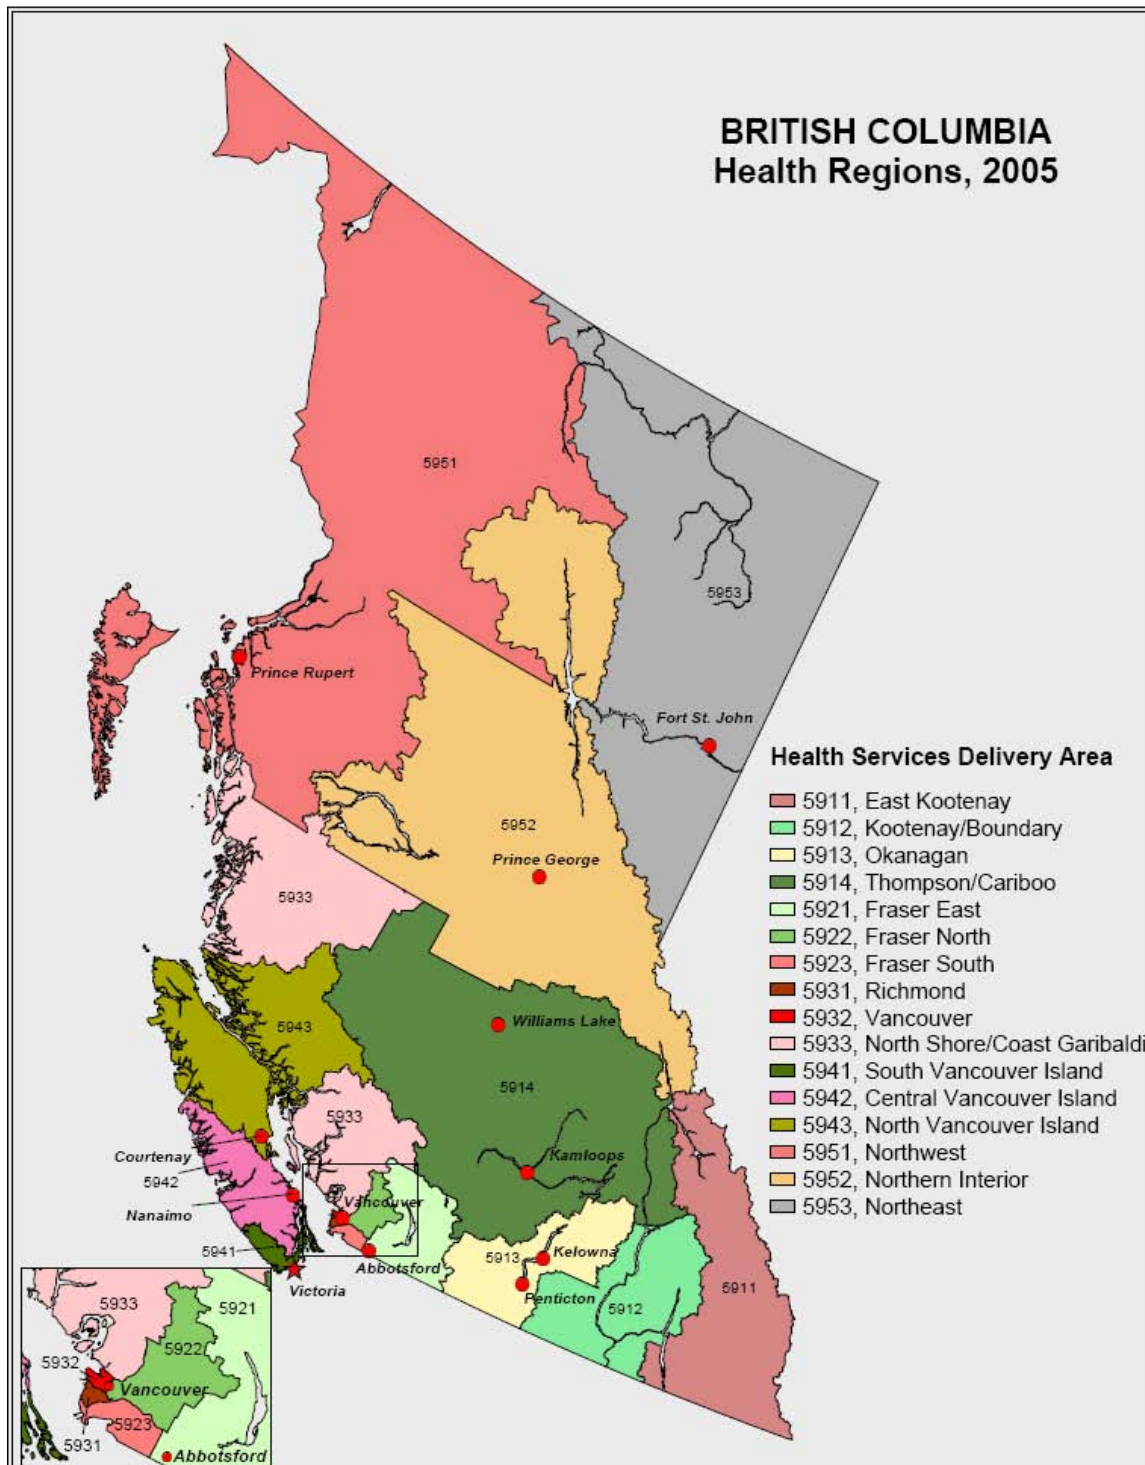 BRITISH COLUMBIA
Health Regions, 2005
5951
5953
Prince Rupert
Fort St. John
5952
Prince George
5933
Williams Lake
5943
5914
5933
Courtenay
5942
Kamloops
Nanaimo
Vancouver
5941
Abbotsford
5913
Kelowna
Victoria
Penticton
5912
5911
Health Services Delivery Area
5911, East Kootenay
5912, Kootenay/Boundary
5913, Okanagan
5914, Thompson/Cariboo
5921, Fraser East
5922, Fraser North
5923, Fraser South
5931, Richmond
5932, Vancouver
5933, North Shore/Coast Garibaldi
5941, South Vancouver Island
5942, Central Vancouver Island
5943, North Vancouver Island
5951, Northwest
5952, Northern Interior
5953, Northeast
5933
5921
5922
5932
Vancouver
5923
5931
Abbotsford